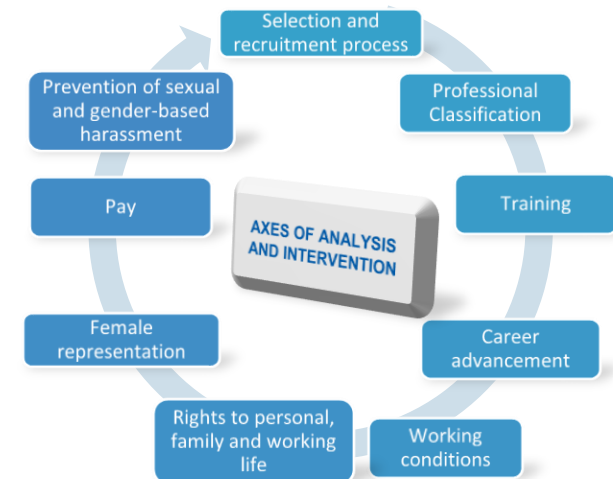 Selection and
recruitment process
Professional
Classification
Training
Career
advancement
Working
conditions
Rights to personal,
family and working
life
Female
representation
Pay
Prevention of sexual
and gender-based
harassment
AXES OF ANALYSIS
AND INTERVENTION